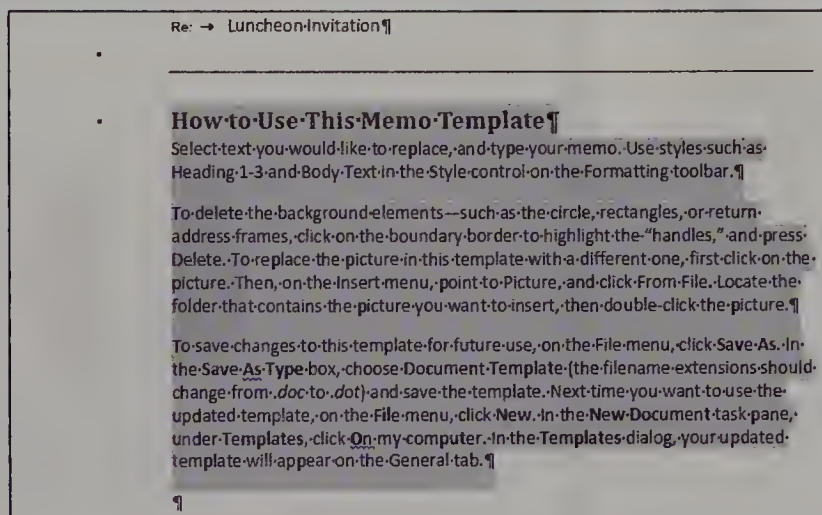 Re: → Luncheon·Invitation¶
How·to·Use·This·Memo·Template¶
Select·text·you·would·like·to·replace,·and·type·your·memo.·Use·styles·such·as·
Heading·1-3·and·Body·Text·in·the·Style·control·on·the·Formatting·toolbar.¶
To·delete·the·background·elements—such·as·the·circle,·rectangles,·or·return·
address·frames,·click·on·the·boundary·border·to·highlight·the·“handles,”·and·press·
Delete.·To·replace·the·picture·in·this·template·with·a·different·one,·first·click·on·the·
picture.·Then,·on·the·Insert·menu,·point·to·Picture,·and·click·From·File.·Locate·the·
folder·that·contains·the·picture·you·want·to·insert,·then·double-click·the·picture.¶
To·save·changes·to·this·template·for·future·use,·on·the·File·menu,·click·Save·As.·In·
the·Save·As·Type·box,·choose·Document·Template·(the·filename·extensions·should·
change·from·.doc·to·.dot)·and·save·the·template.·Next·time·you·want·to·use·the·
updated·template,·on·the·File·menu,·click·New.·In·the·New·Document·task·pane,·
under·Templates,·click·On·my·computer.·In·the·Templates·dialog,·your·updated·
template·will·appear·on·the·General·tab.¶
¶